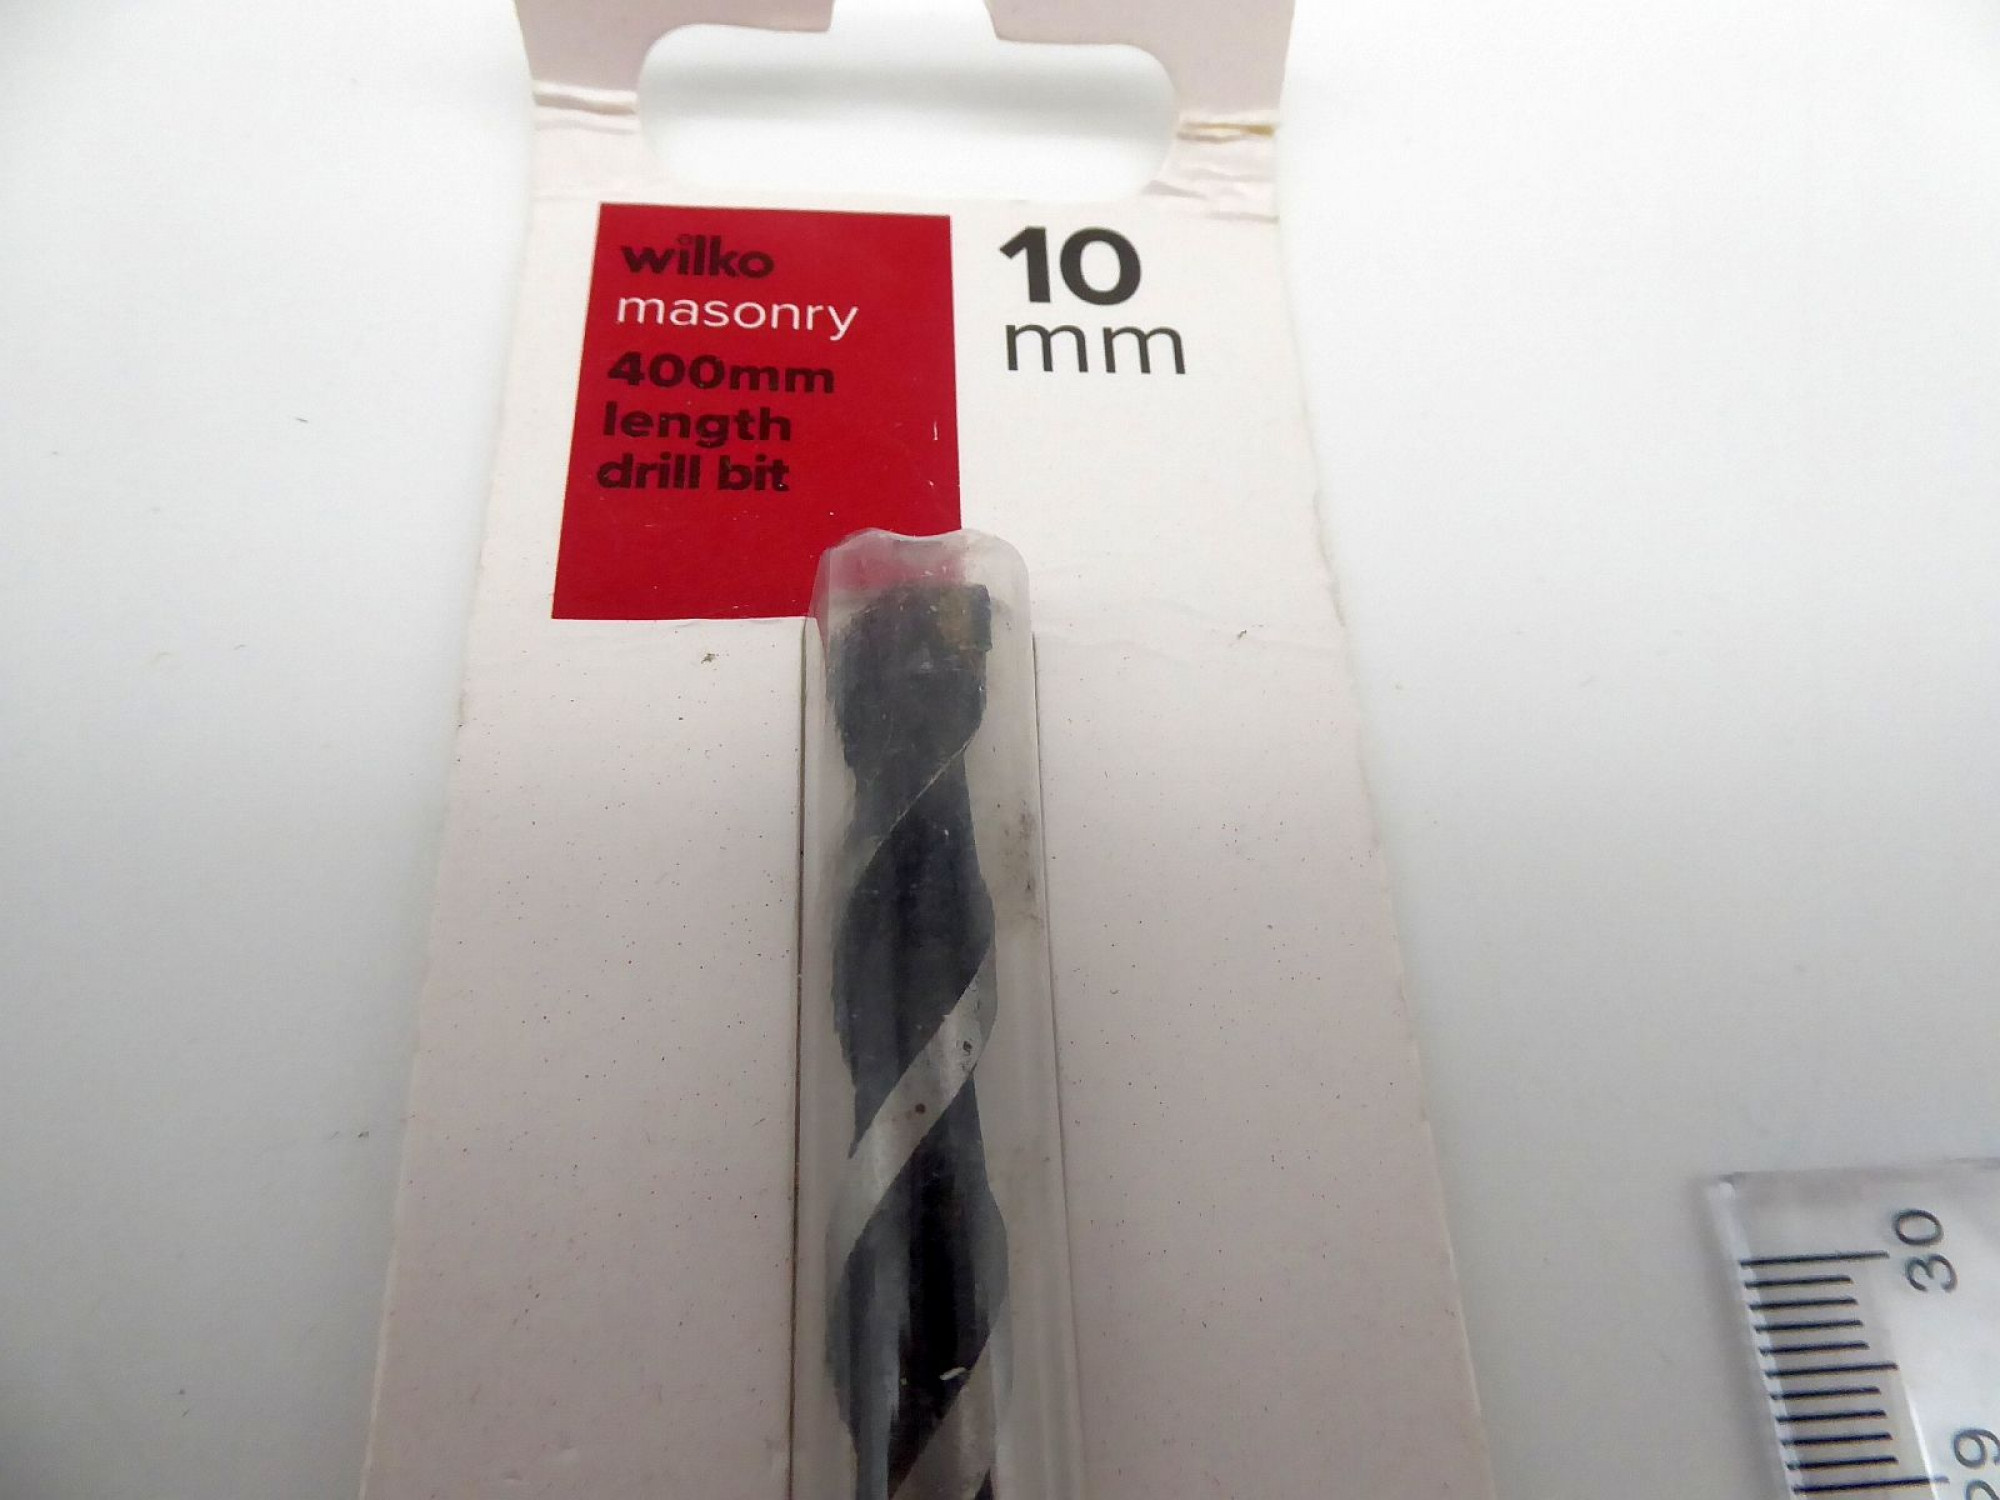 wilko
masonry
400mm
length
drill bit
10
mm
30
29